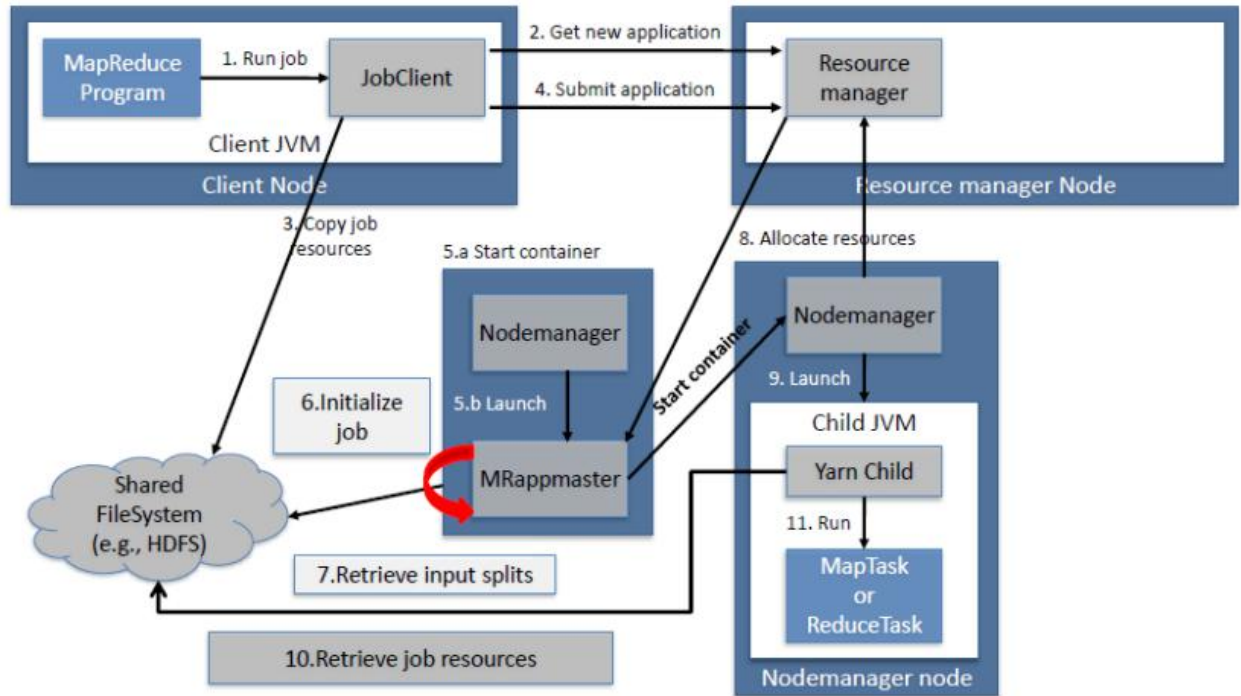 MapReduce
Program
1. Run job
JobClient
2. Get new application
4. Submit application
Resource
manager
Client JVM
Client Node
Resource manager Node
3. Copy job
resources
5.a Start container
8. Allocate resources
Nodemanager
Nodemanager
Start container
5.b Launch
9. Launch
6.Initialize
job
Child JVM
MRappmaster
Yarn Child
Shared
FileSystem
(e.g., HDFS)
11. Run
7.Retrieve input splits
MapTask
or
ReduceTask
10.Retrieve job resources
Nodemanager node